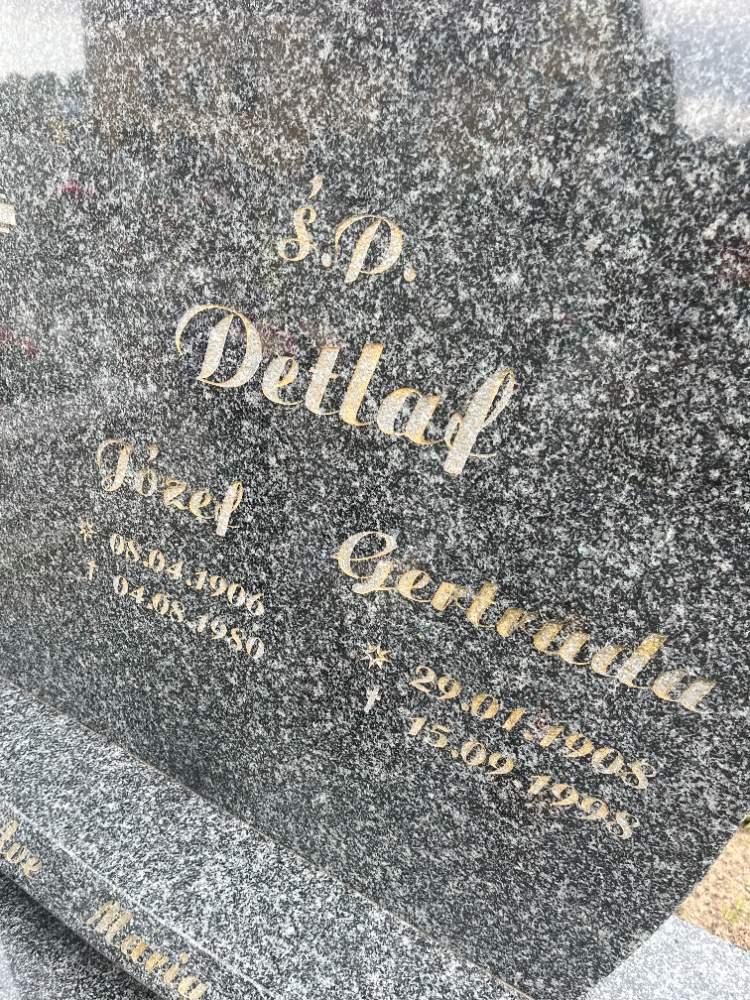 ś.P.
Detlaf
Józef
* 08.04.1906
† 04.08.1980
Gertruda
* 29.01.1908
† 15.09.1998
Maria